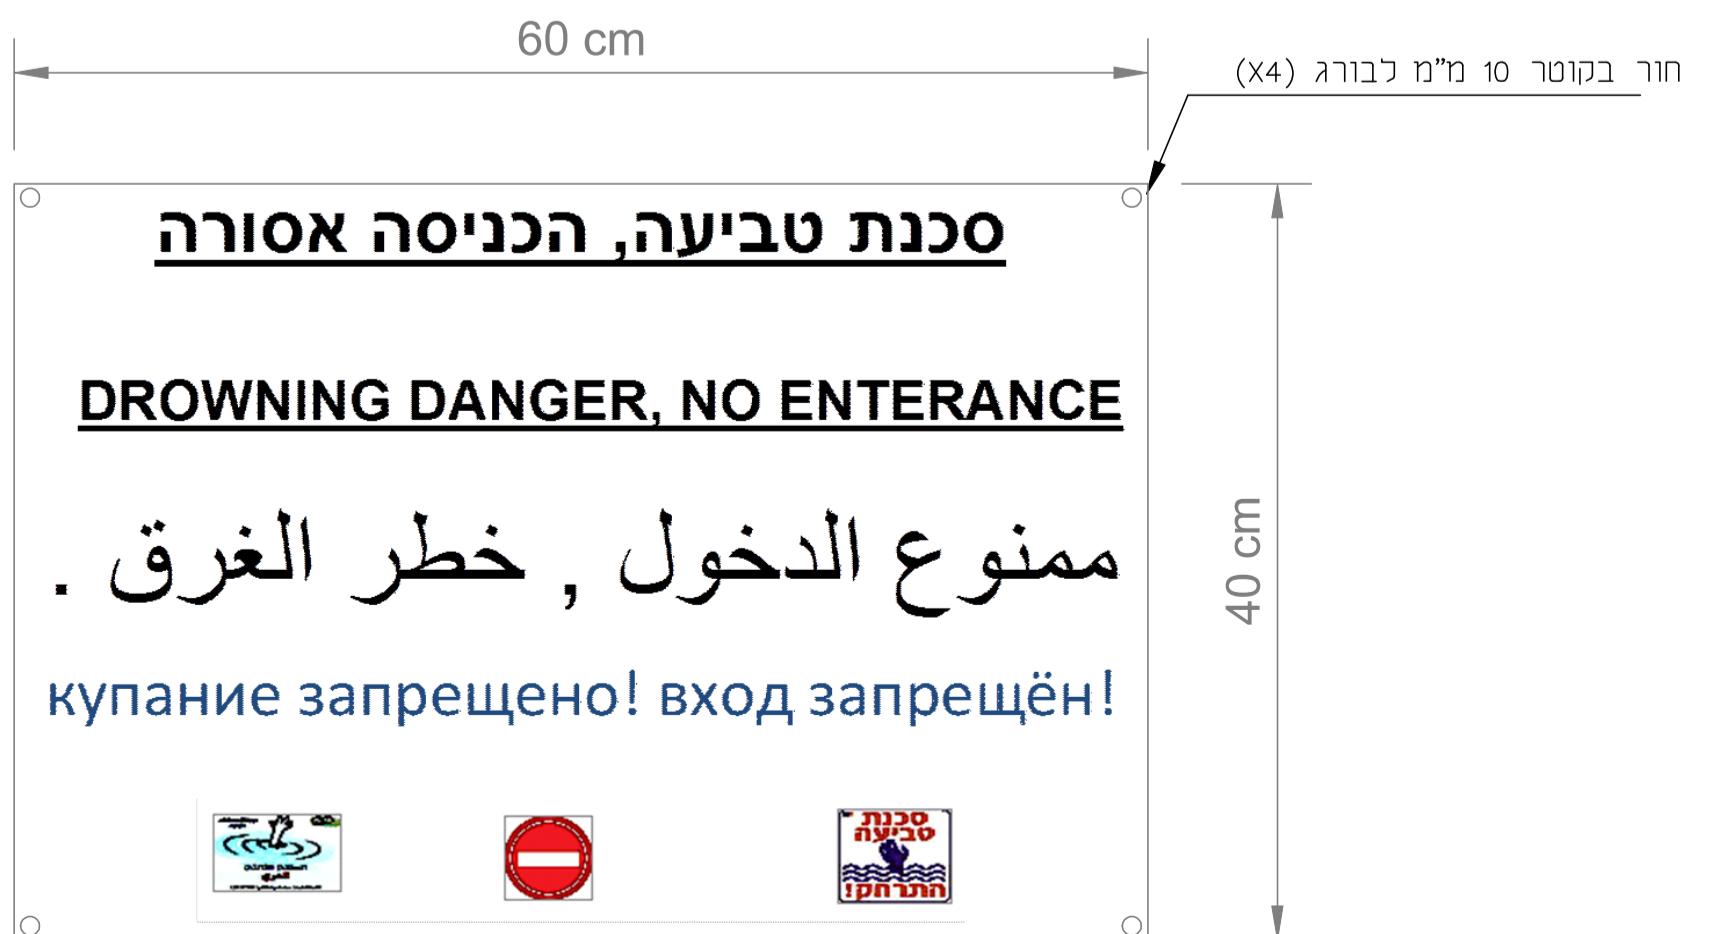 60 cm
חור בקוטר 10 מ"מ לבורג (X4)
סכנת טביעה, הכניסה אסורה
DROWNING DANGER, NO ENTERANCE
ممنوع الدخول , خطر الغرق .
40 cm
купание запрещено! вход запрещён!
סכנת
טביעה
התרחק!
الغرق